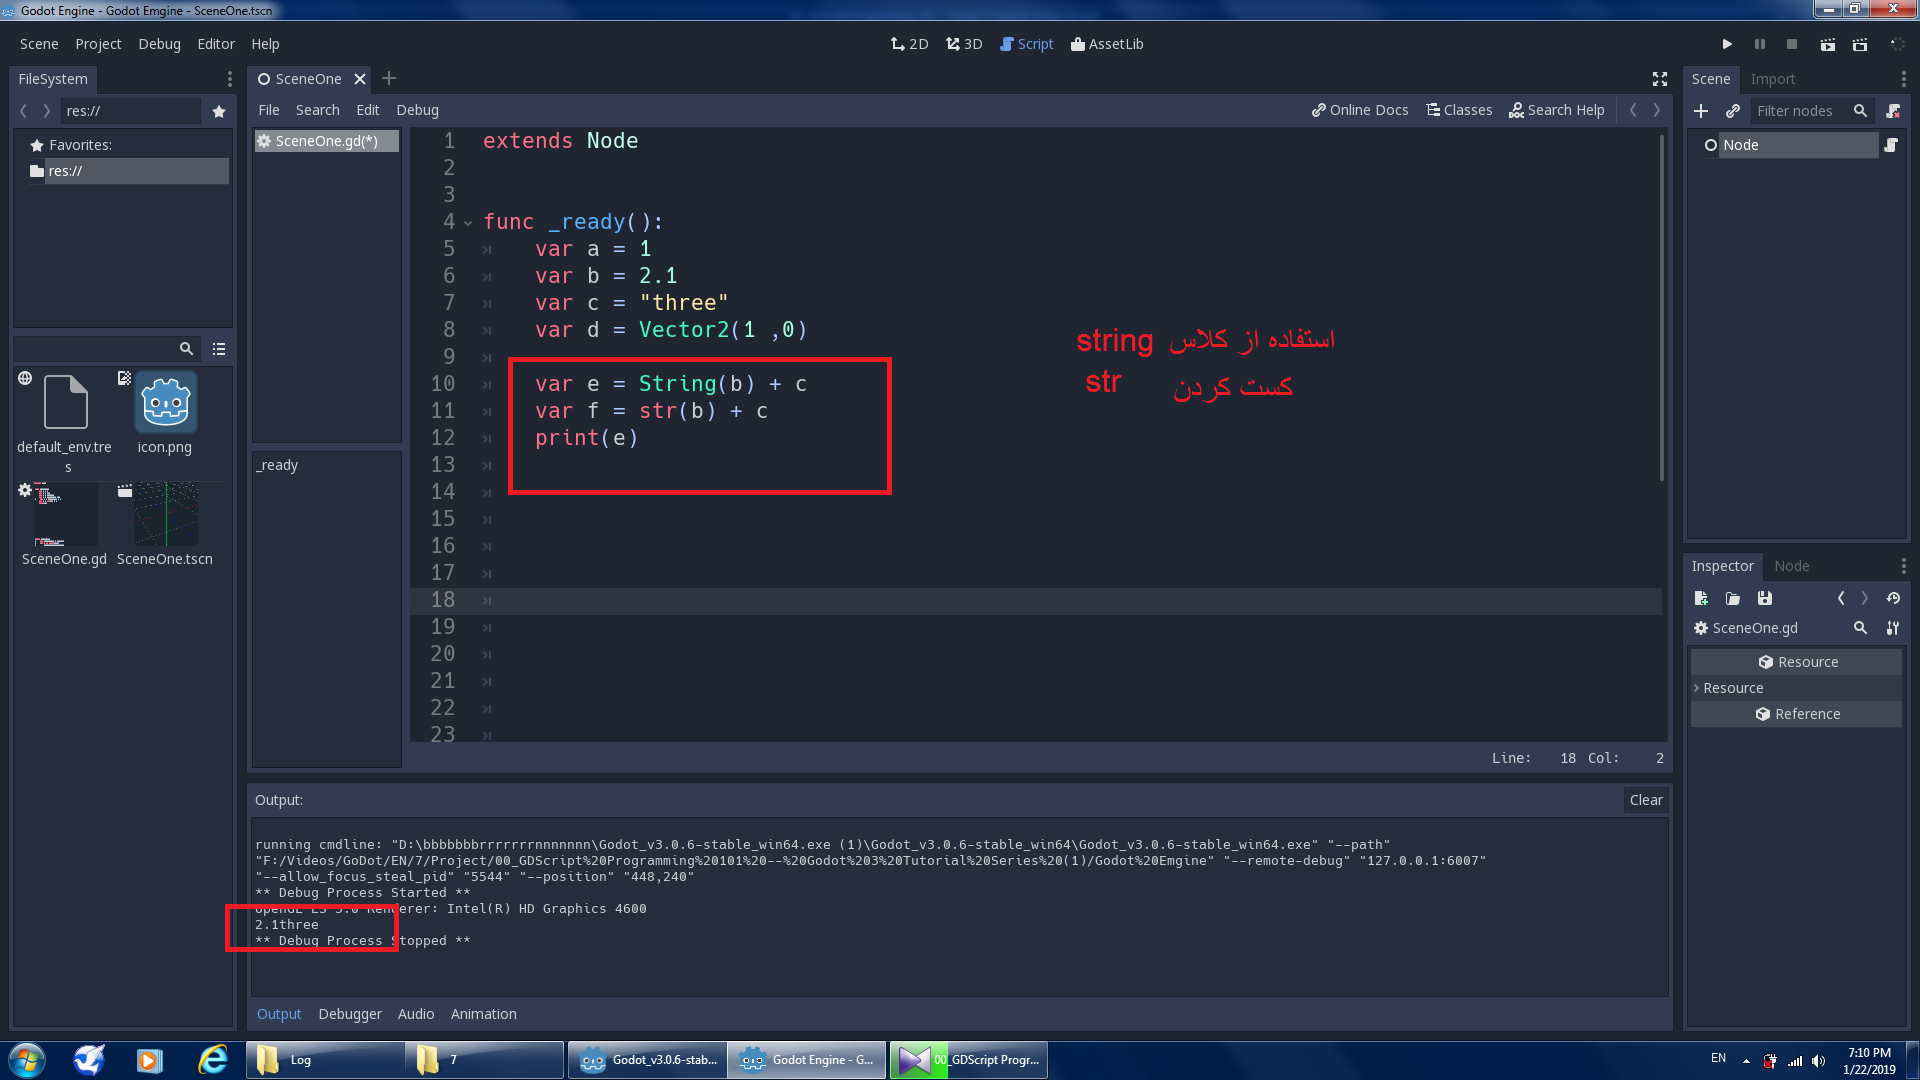 Godot Engine - Godot Emgine - SceneOne.tscn
Scene Project Debug Editor Help
2D 3D Script AssetLib
FileSystem
res://
Favorites:
res://
default_env.tre
s
icon.png
SceneOne.gd
SceneOne.tscn
SceneOne
File Search Edit Debug
Online Docs Classes Search Help
SceneOne.gd(*)
_ready
1 extends Node
2
3
4 func _ready():
5 var a = 1
6 var b = 2.1
7 var c = "three"
8 var d = Vector2(1 ,0)
9
10 var e = String(b) + c
11 var f = str(b) + c
12 print(e)
13
14
15
16
17
18
19
20
21
22
23
استفاده از کلاس string
کست کردن str
Line: 18 Col: 2
Output:
Clear
running cmdline: "D:\bbbbbbbrrrrrrrnnnnnnn\Godot_v3.0.6-stable_win64.exe (1)\Godot_v3.0.6-stable_win64\Godot_v3.0.6-stable_win64.exe" "--path"
"F:/Videos/GoDot/EN/7/Project/00_GDScript%20Programming%20101%20--%20Godot%203%20Tutorial%20Series%20(1)/Godot%20Emgine" "--remote-debug" "127.0.0.1:6007"
"--allow_focus_steal_pid" "5544" "--position" "448,240"
** Debug Process Started **
OpenGL ES 3.0 Renderer: Intel(R) HD Graphics 4600
2.1three
** Debug Process Stopped **
Output Debugger Audio Animation
Scene Import
Filter nodes
Node
Inspector Node
SceneOne.gd
Resource
Resource
Reference
Log
7
Godot_v3.0.6-stab...
Godot Engine - G...
00_GDScript Progr...
EN
7:10 PM
1/22/2019